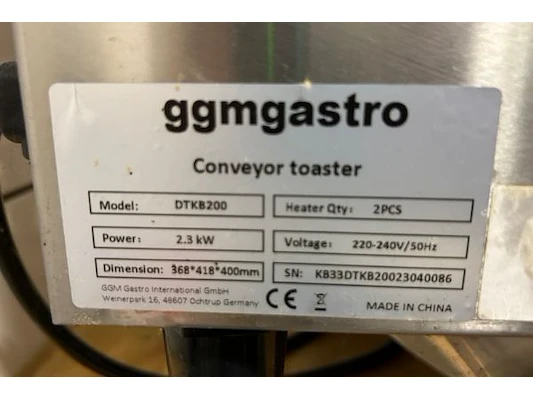 ggmgastro
Conveyor toaster
Model: DTKB200 Heater Qty: 2PCS
Power: 2.3 kW Voltage: 220-240V/50Hz
Dimension: 368*418*400mm SN: KB33DTKB20023040086
GGM Gastro International GmbH
Weinerpark 16, 48607 Ochtrup Germany
CE
MADE IN CHINA